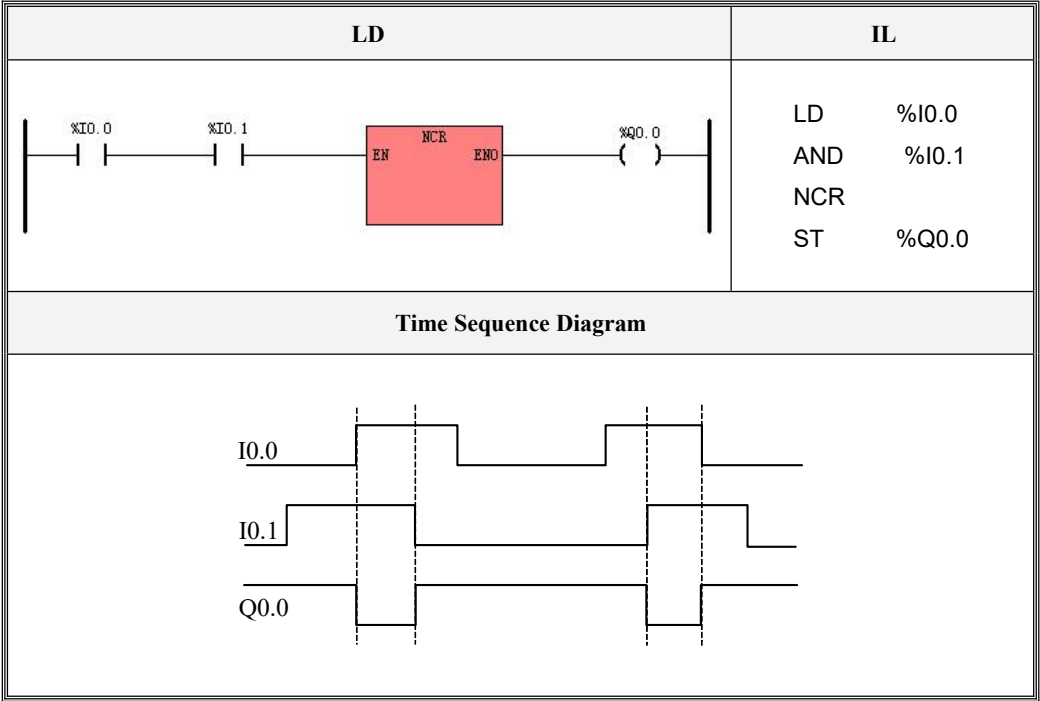 LD
IL
%I0.0 %I0.1 NCR %Q0.0
EN ENO
LD %I0.0
AND %I0.1
NCR
ST %Q0.0
Time Sequence Diagram
I0.0
I0.1
Q0.0